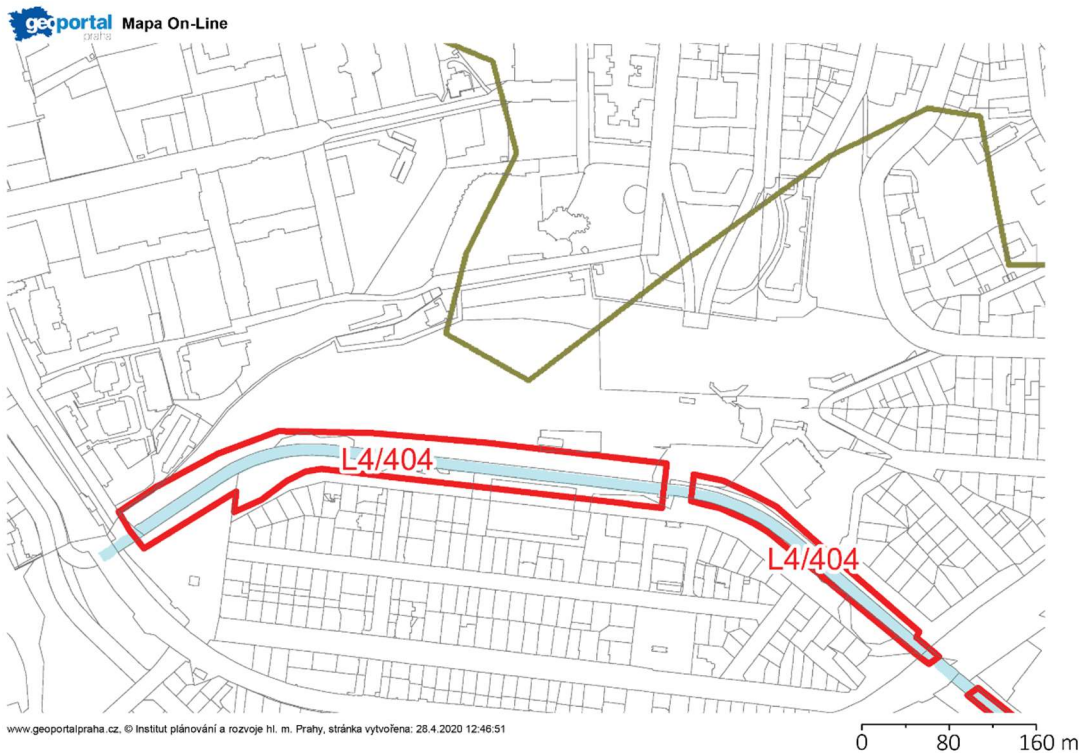 geoportal
praha
Mapa On-Line
L4/404
L4/404
www.geoportalpraha.cz, © Institut plánování a rozvoje hl. m. Prahy, stránka vytvořena: 28.4.2020 12:46:51
0 80 160 m